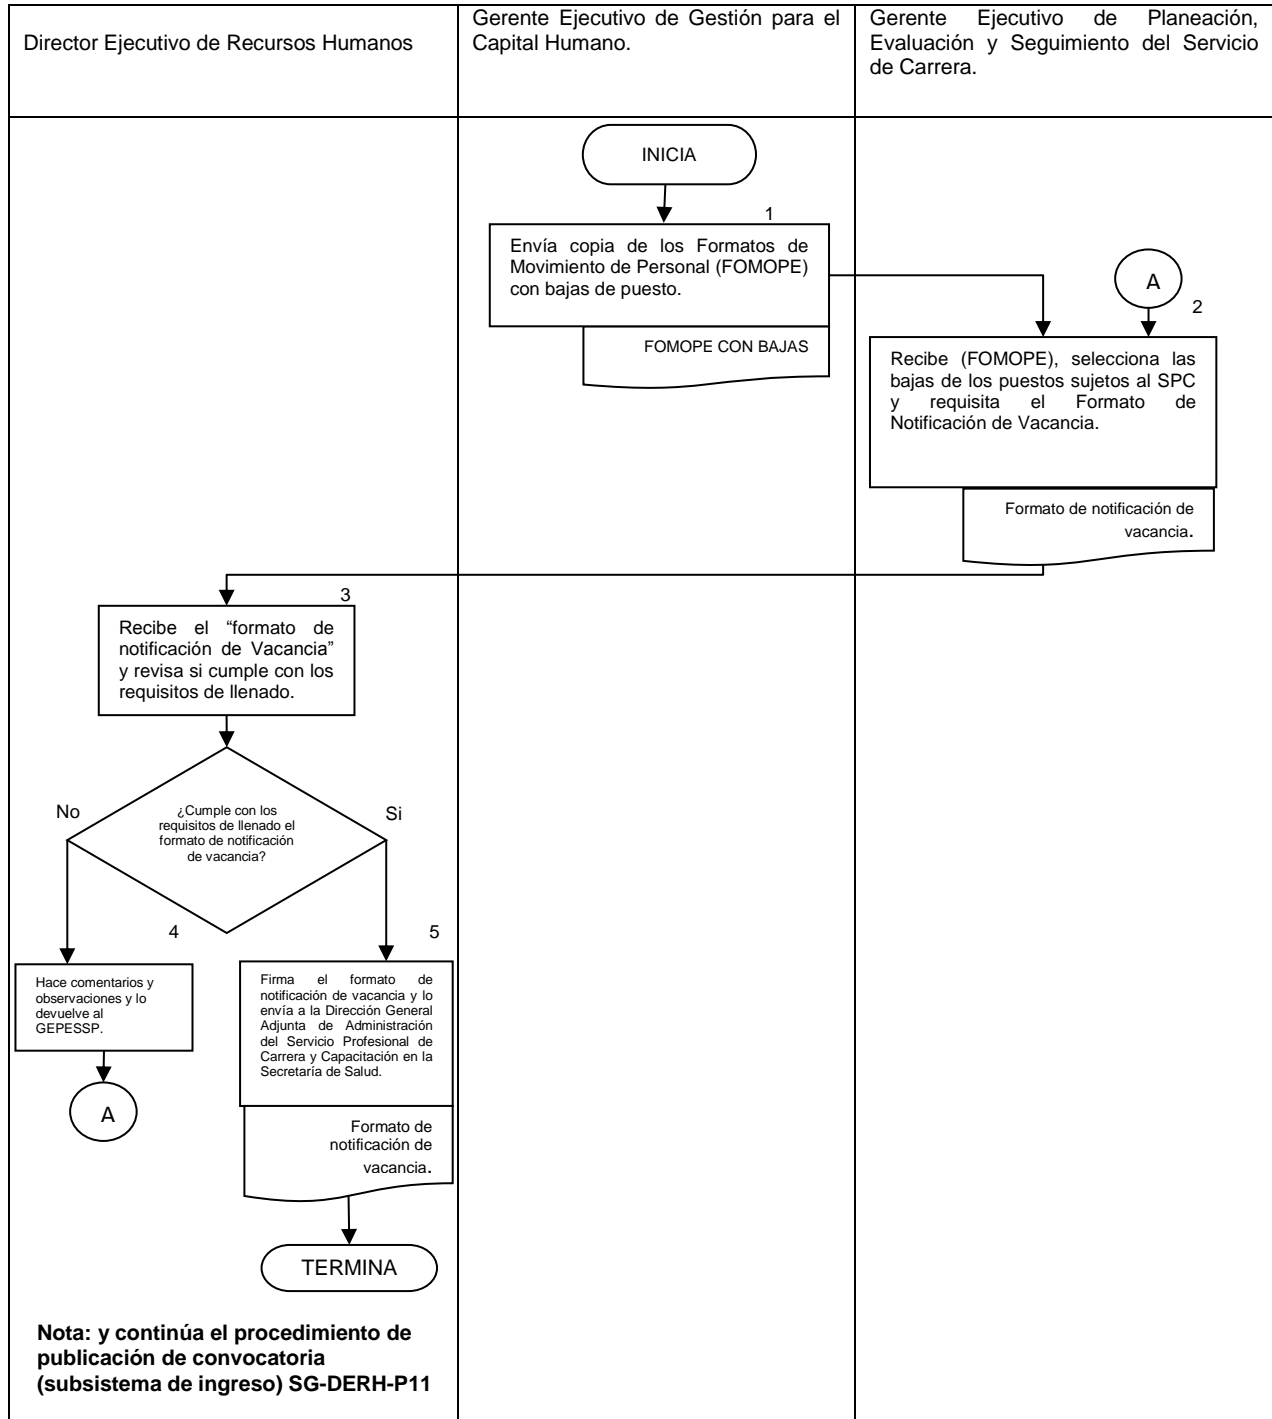 Director Ejecutivo de Recursos Humanos
Gerente Ejecutivo de Gestión para el
Capital Humano.
Gerente Ejecutivo de Planeación,
Evaluación y Seguimiento del Servicio
de Carrera.
INICIA
1
Envía copia de los Formatos de
Movimiento de Personal (FOMOPE)
con bajas de puesto.
FOMOPE CON BAJAS
A
2
Recibe (FOMOPE), selecciona las
bajas de los puestos sujetos al SPC
y requisita el Formato de
Notificación de Vacancia.
Formato de notificación de
vacancia.
3
Recibe el “formato de
notificación de Vacancia”
y revisa si cumple con los
requisitos de llenado.
No
¿Cumple con los
requisitos de llenado el
formato de notificación
de vacancia?
Si
4
Hace comentarios y
observaciones y lo
devuelve al
GEPESSP.
A
5
Firma el formato de
notificación de vacancia y lo
envía a la Dirección General
Adjunta de Administración
del Servicio Profesional de
Carrera y Capacitación en la
Secretaría de Salud.
Formato de
notificación de
vacancia.
TERMINA
Nota: y continúa el procedimiento de
publicación de convocatoria
(subsistema de ingreso) SG-DERH-P11